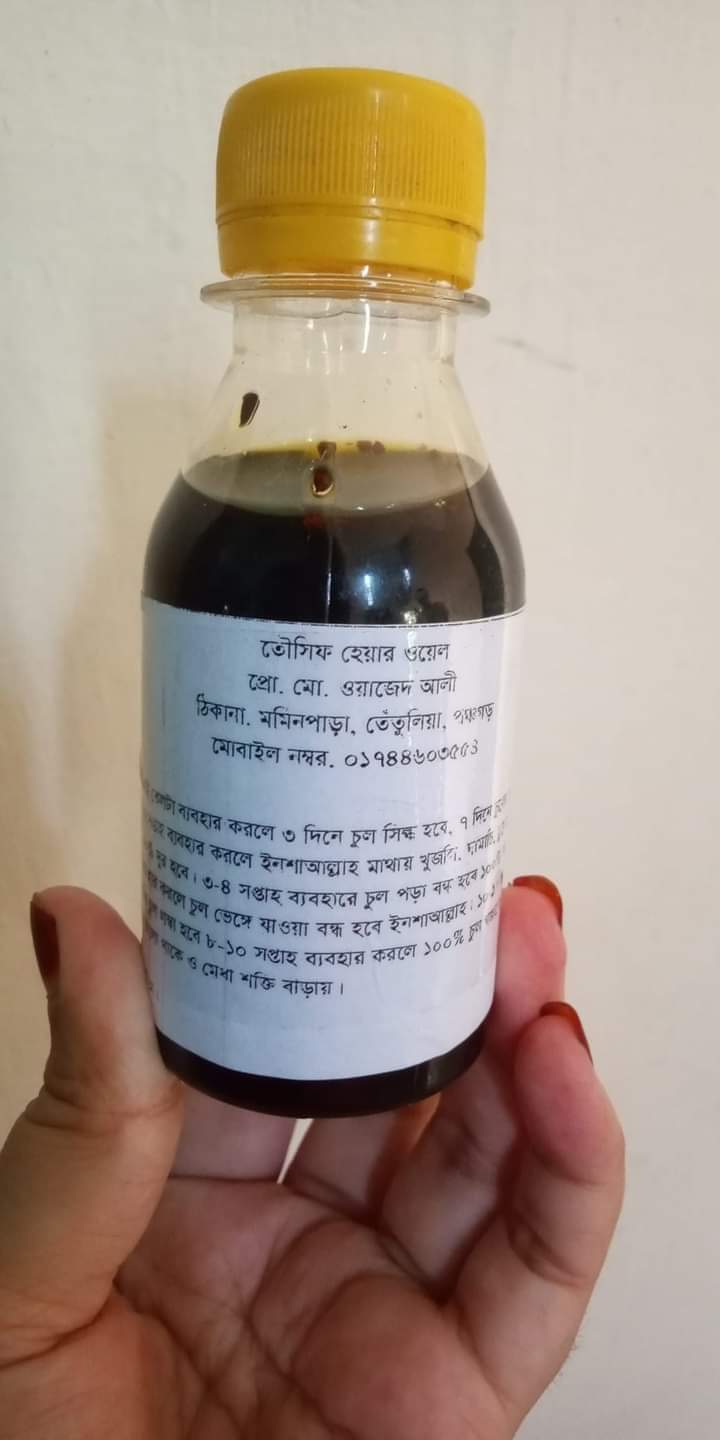 তৌসিফ হেয়ার ওয়েল
প্রো. মো. ওয়াজেদ আলী
ঠিকানা. মমিনপাড়া, তেঁতুলিয়া, পঞ্চগড়
মোবাইল নম্বর. ০১৭৪৪৬০৩৫৫৩
ব্যবহার করলে ৩ দিনে চুল সিল্ক হবে, ৭ দিনে
ব্যবহার করলে ইনশাআল্লাহ মাথায় খুজলি,
দুর হবে। ৩-৪ সপ্তাহ ব্যবহারে চুল পড়া বন্ধ হবে
করলে চুল ভেঙ্গে যাওয়া বন্ধ হবে ইনশাআল্লাহ।
হবে ৮-১০ সপ্তাহ ব্যবহার করলে ১০০% চুল
থাকে ও মেধা শক্তি বাড়ায়।